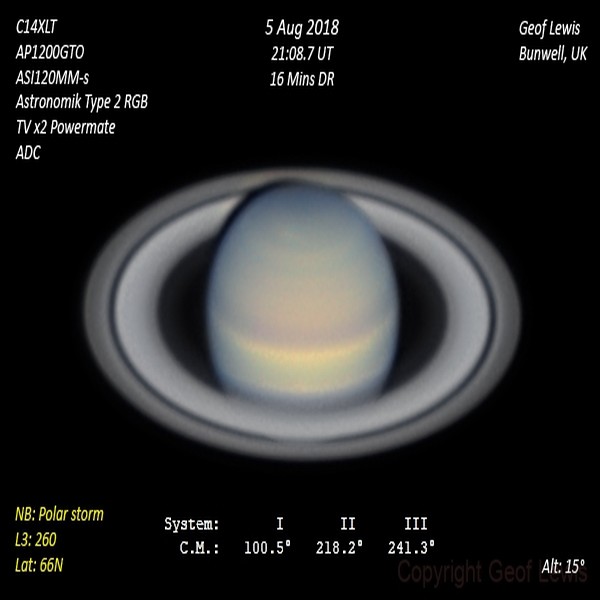 C14XLT
AP1200GTO
ASI120MM-s
Astronomik Type 2 RGB
TV x2 Powermate
ADC
5 Aug 2018
21:08.7 UT
16 Mins DR
Geof Lewis
Bunwell, UK
NB: Polar storm
L3: 260
Lat: 66N
System: I II III
C.M.: 100.5° 218.2° 241.3°
Alt: 15°
Copyright Geof Lewis